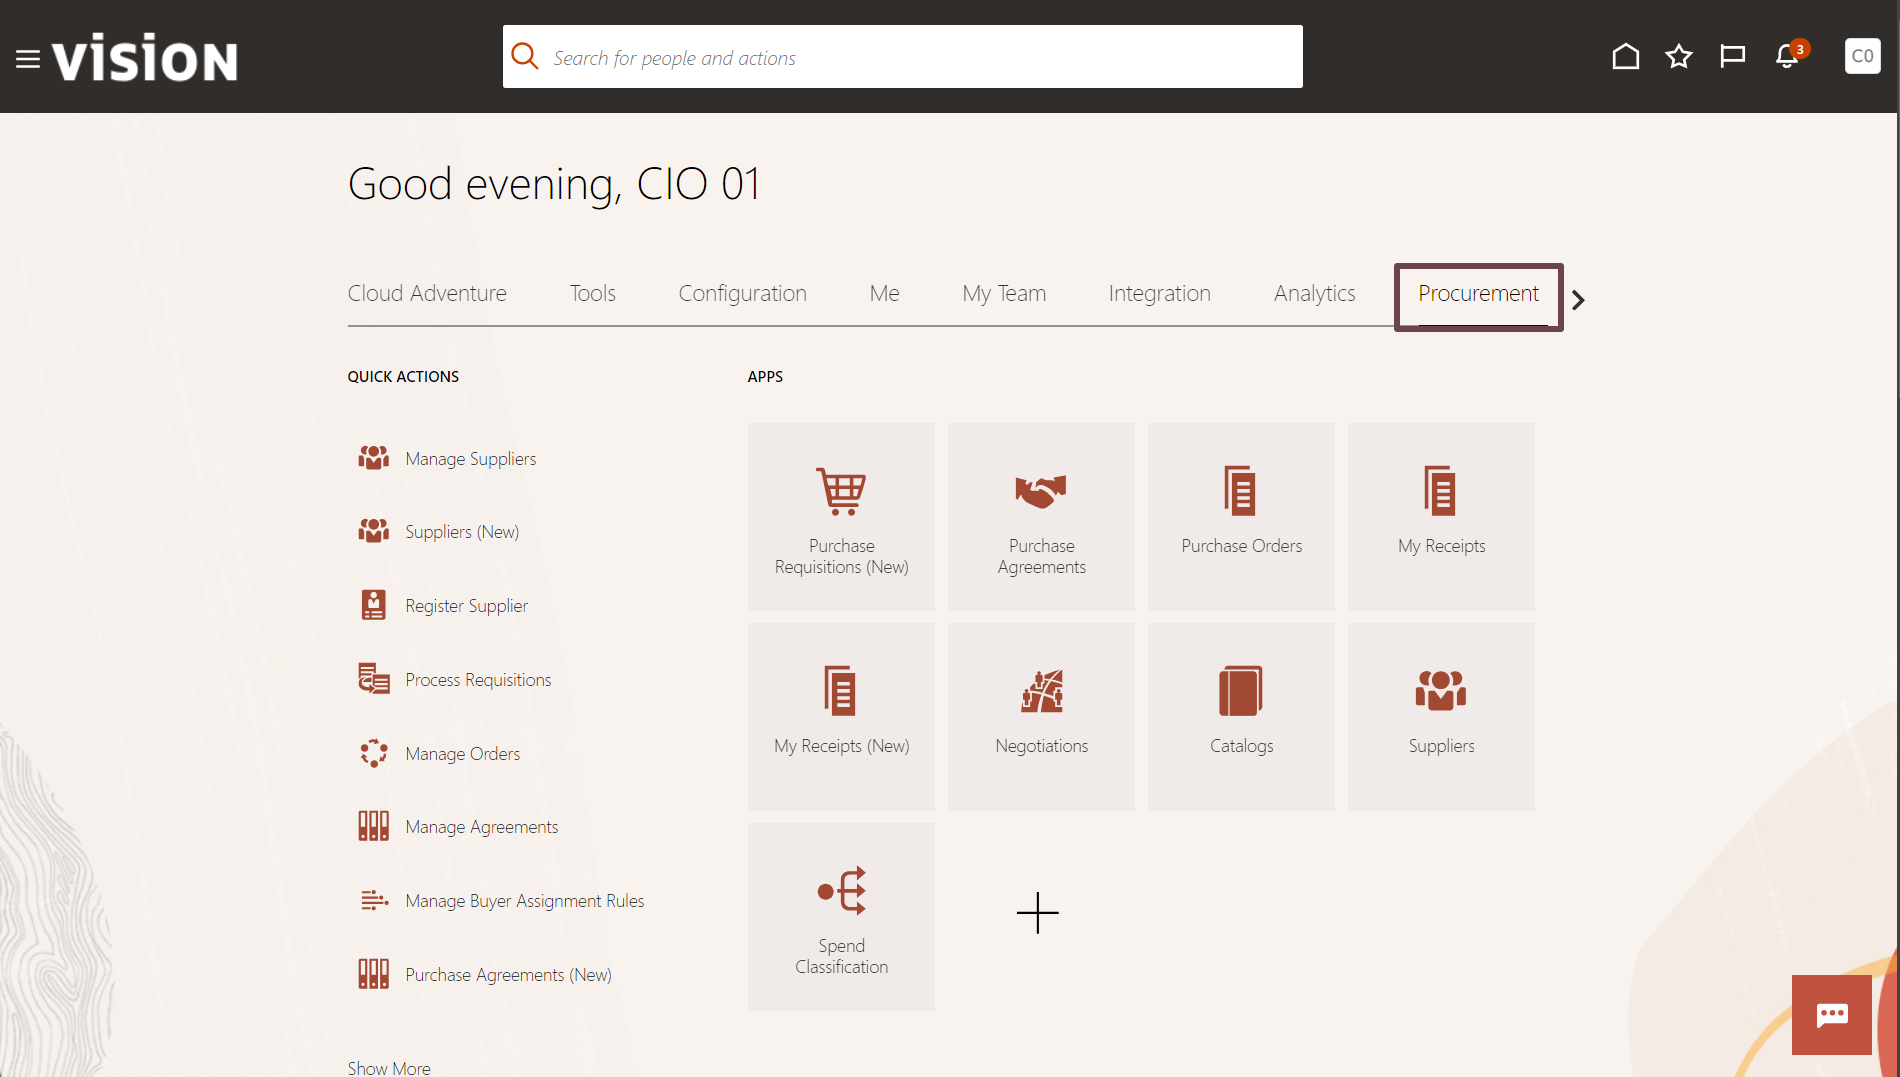 vision
Search for people and actions
3
C0
Good evening, CIO 01
Cloud Adventure
Tools
Configuration
Me
My Team
Integration
Analytics
Procurement
QUICK ACTIONS
Manage Suppliers
Suppliers (New)
Register Supplier
Process Requisitions
Manage Orders
Manage Agreements
Manage Buyer Assignment Rules
Purchase Agreements (New)
Show More
APPS
Purchase
Requisitions (New)
Purchase
Agreements
Purchase Orders
My Receipts
My Receipts (New)
Negotiations
Catalogs
Suppliers
Spend
Classification